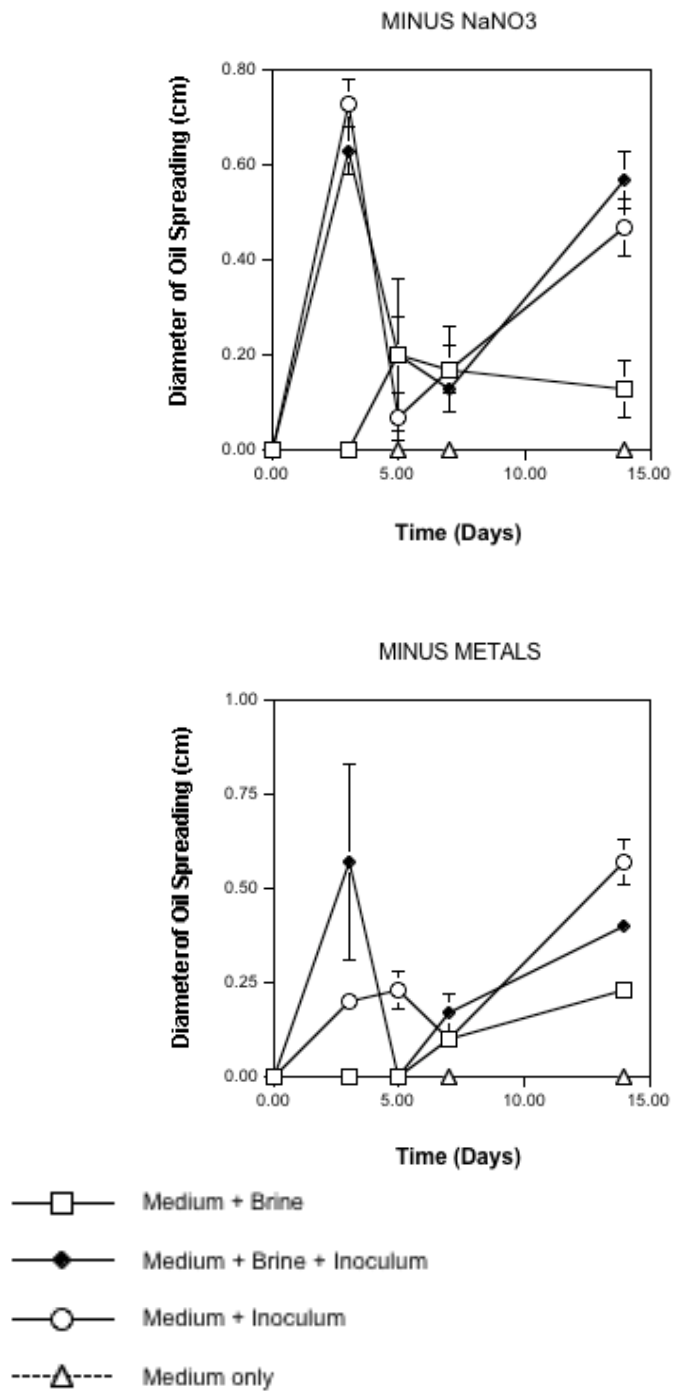 MINUS NaNO3
Diameter of Oil Spreading (cm)
0.80
0.60
0.40
0.20
0.00
0.00 5.00 10.00 15.00
Time (Days)
MINUS METALS
Diameterof Oil Spreading (cm)
1.00
0.75
0.50
0.25
0.00
0.00 5.00 10.00 15.00
Time (Days)
Medium + Brine
Medium + Brine + Inoculum
Medium + Inoculum
Medium only